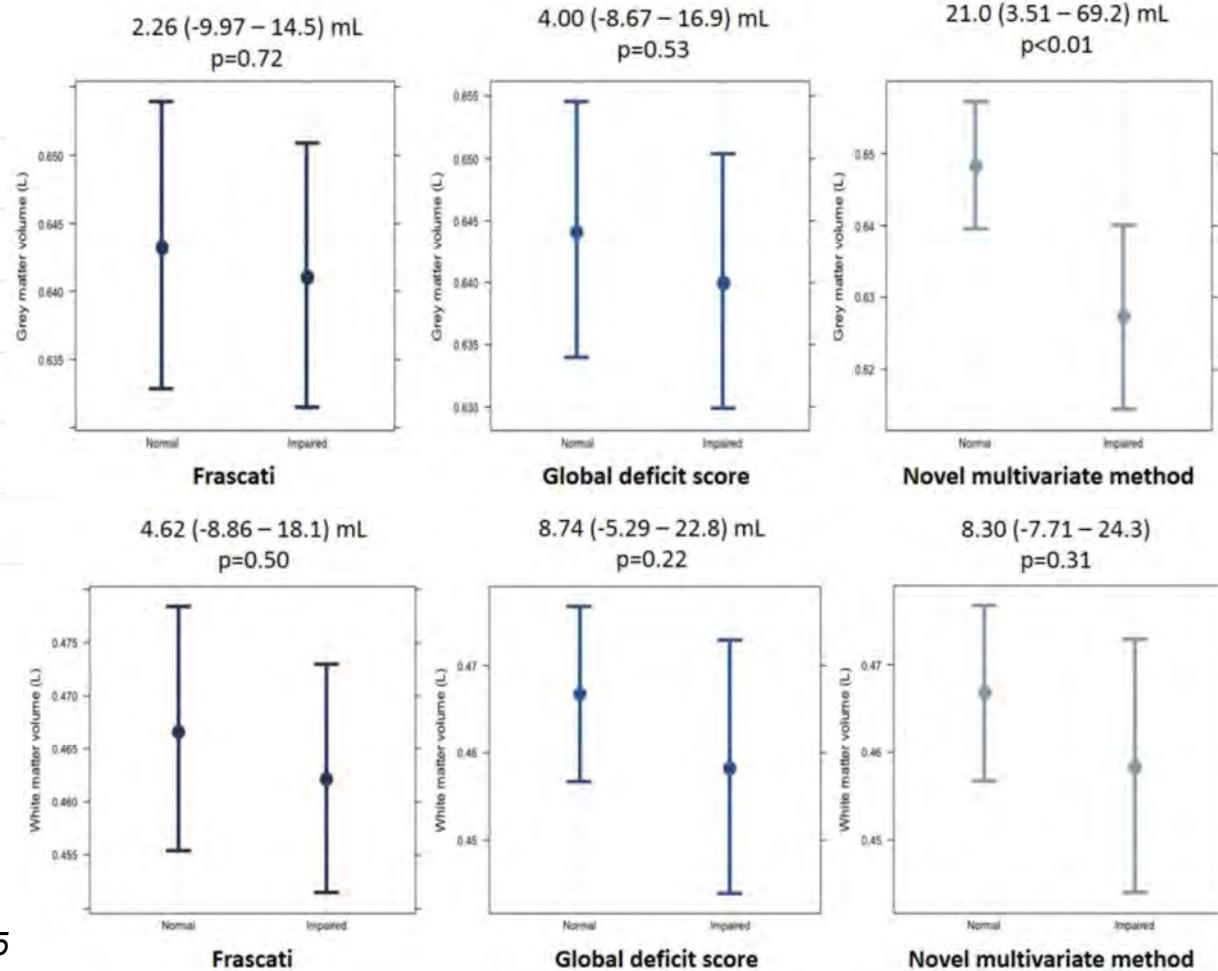 2.26 (-9.97 – 14.5) mL
p=0.72
4.00 (-8.67 – 16.9) mL
p=0.53
21.0 (3.51 – 69.2) mL
p<0.01
Grey matter volume (L)
0.650
0.645
0.640
0.635
Normal
Impaired
Frascati
Grey matter volume (L)
0.655
0.650
0.645
0.640
0.635
0.630
Normal
Impaired
Global deficit score
Grey matter volume (L)
0.65
0.64
0.63
0.62
Normal
Impaired
Novel multivariate method
4.62 (-8.86 – 18.1) mL
p=0.50
8.74 (-5.29 – 22.8) mL
p=0.22
8.30 (-7.71 – 24.3)
p=0.31
White matter volume (L)
0.475
0.470
0.465
0.460
0.455
Normal
Impaired
Frascati
White matter volume (L)
0.47
0.46
0.45
Normal
Impaired
Global deficit score
White matter volume (L)
0.47
0.46
0.45
Normal
Impaired
Novel multivariate method
5